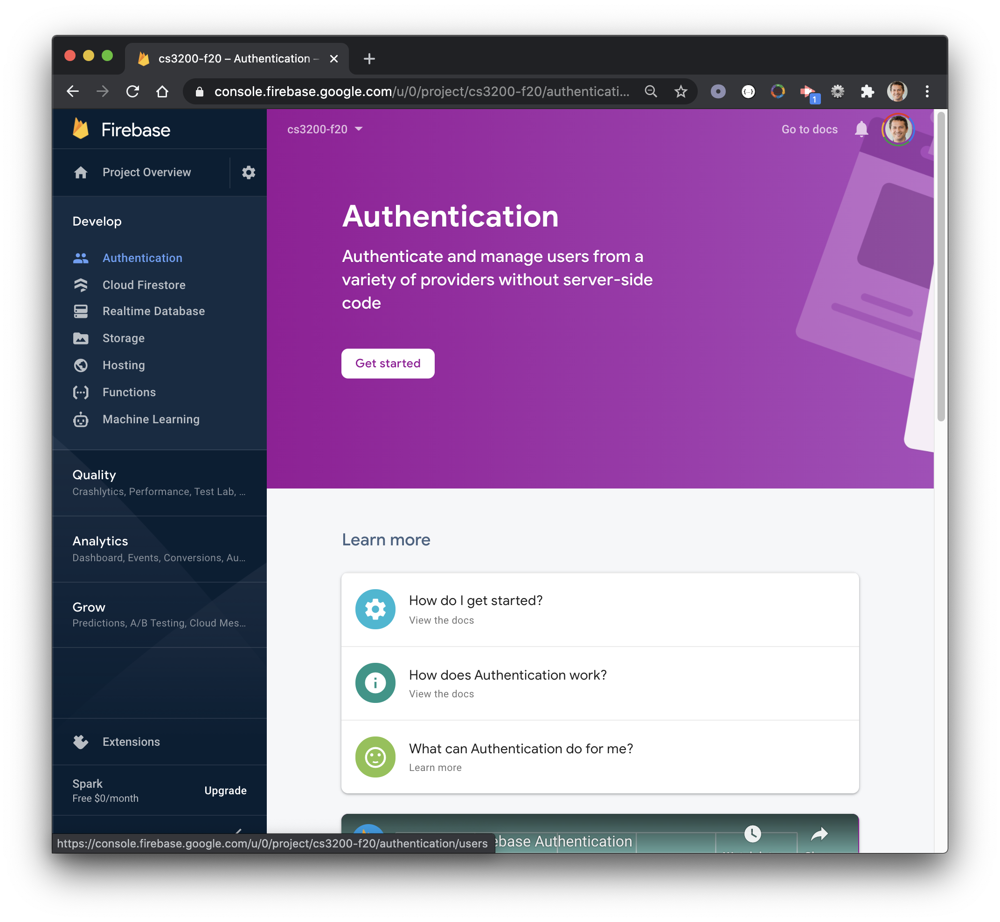 cs3200-f20 – Authentication –
console.firebase.google.com/u/0/project/cs3200-f20/authenticati...
{...}
1
Firebase
cs3200-f20
Go to docs
Project Overview
Develop
Authentication
Cloud Firestore
Realtime Database
Storage
Hosting
Functions
Machine Learning
Quality
Crashlytics, Performance, Test Lab, ...
Analytics
Dashboard, Events, Conversions, Au...
Grow
Predictions, A/B Testing, Cloud Mes...
Extensions
Spark
Free $0/month
Upgrade
Authentication
Authenticate and manage users from a
variety of providers without server-side
code
Get started
Learn more
How do I get started?
View the docs
How does Authentication work?
View the docs
What can Authentication do for me?
Learn more
ebase Authentication
https://console.firebase.google.com/u/0/project/cs3200-f20/authentication/users